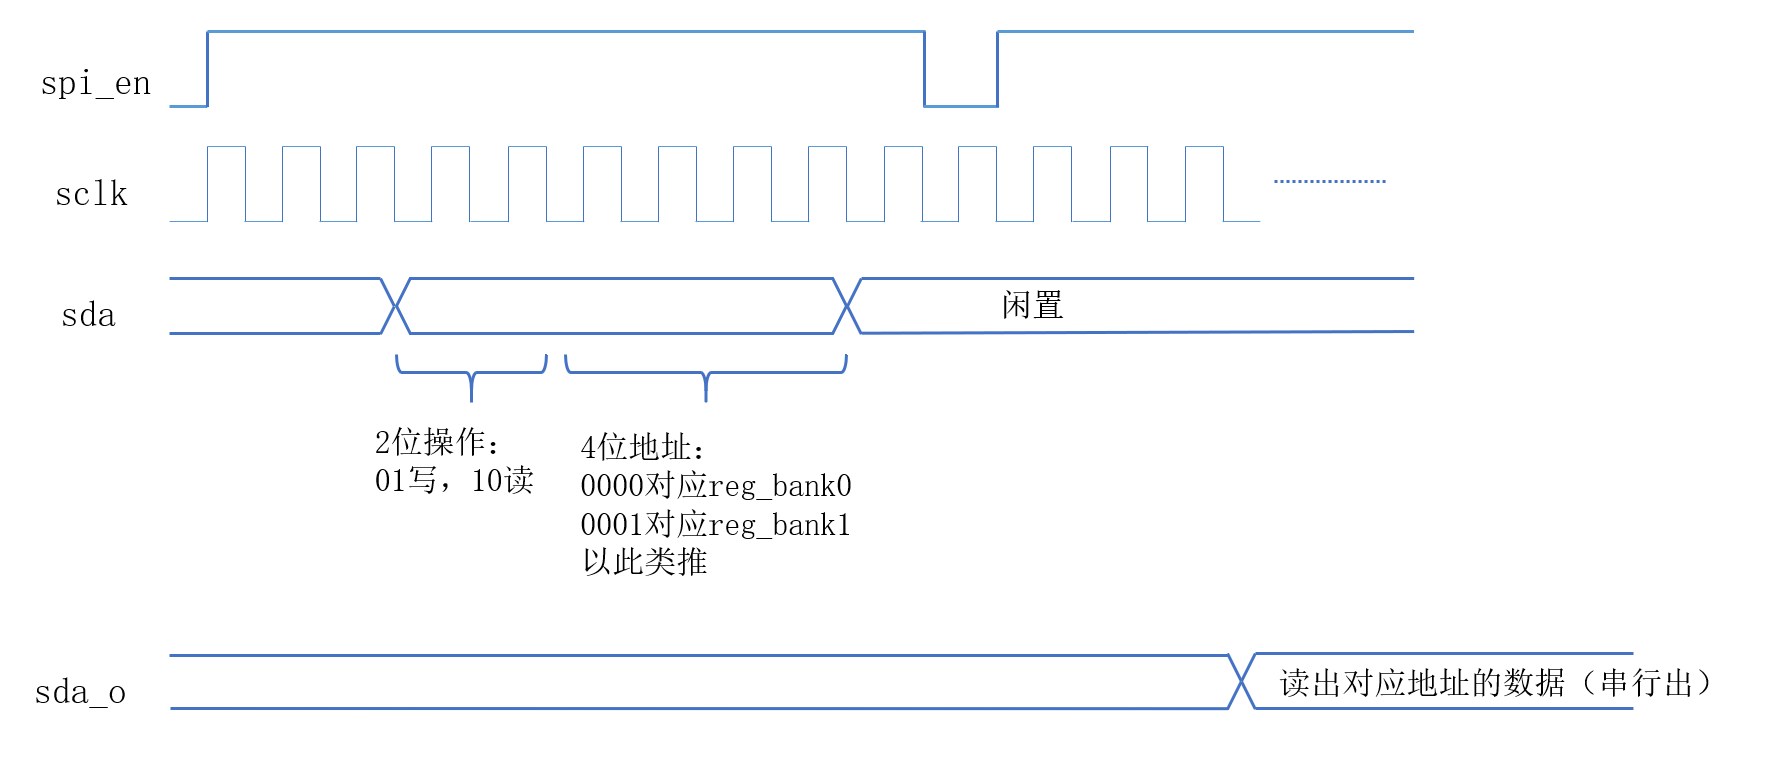 spi_en
sclk
sda
闲置
2位操作：
01写，10读
4位地址：
0000对应reg_bank0
0001对应reg_bank1
以此类推
sda_o
读出对应地址的数据（串行出）